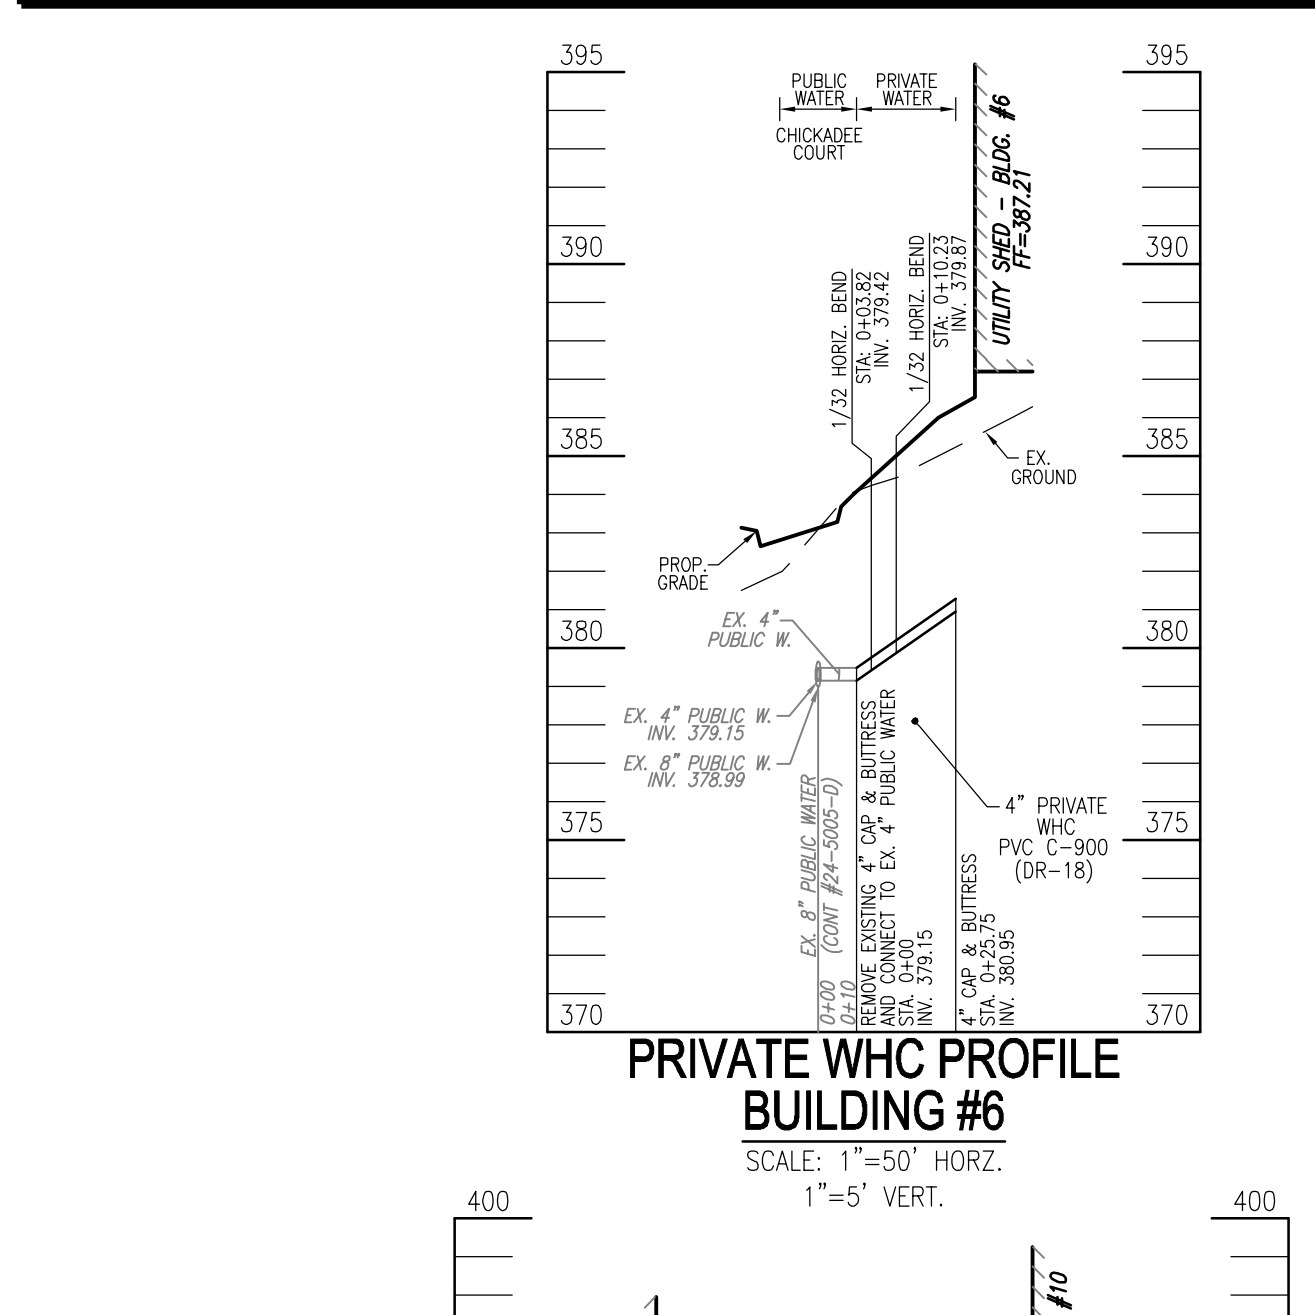 395
395
PUBLIC
WATER
PRIVATE
WATER
CHICKADEE
COURT
UTILITY SHED - BLDG. #6
FF=387.21
390
390
1/32 HORIZ. BEND
STA: 0+03.82
INV. 379.42
1/32 HORIZ. BEND
STA: 0+10.23
INV. 379.87
385
385
EX.
GROUND
PROP.
GRADE
EX. 4"
PUBLIC W.
380
380
EX. 4" PUBLIC W.
INV. 379.15
EX. 8" PUBLIC W.
INV. 378.99
375
375
4" PRIVATE
WHC
PVC C-900
(DR-18)
EX. 8" PUBLIC WATER
(CONT #24-5005-D)
0+00
0+10
REMOVE EXISTING 4" CAP & BUTTRESS
AND CONNECT TO EX. 4" PUBLIC WATER
STA. 0+00
INV. 379.15
4" CAP & BUTTRESS
STA. 0+25.75
INV. 380.95
370
370
PRIVATE WHC PROFILE
BUILDING #6
SCALE: 1"=50' HORZ.
1"=5' VERT.
400
400
#10